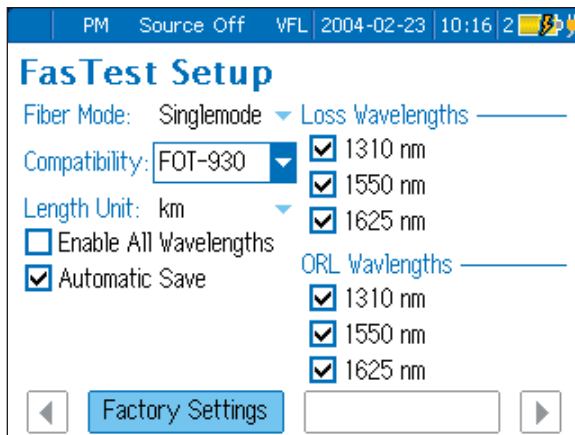 PM Source Off VFL 2004-02-23 10:16 2
FasTest Setup
Fiber Mode: Singlemode
Compatibility: FOT-930
Length Unit: km
Enable All Wavelengths
Automatic Save
Loss Wavelengths
1310 nm
1550 nm
1625 nm
ORL Wavlengths
1310 nm
1550 nm
1625 nm
Factory Settings